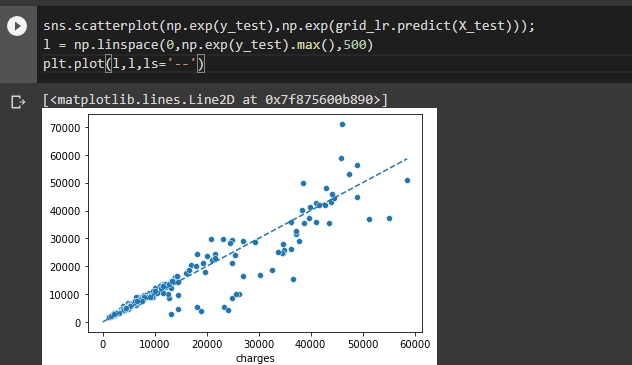 sns.scatterplot(np.exp(y_test),np.exp(grid_lr.predict(X_test)));
l = np.linspace(0,np.exp(y_test).max(),500)
plt.plot(l,l,ls='--')
[<matplotlib.lines.Line2D at 0x7f875600b890>]
70000
60000
50000
40000
30000
20000
10000
0
0 10000 20000 30000 40000 50000 60000
charges